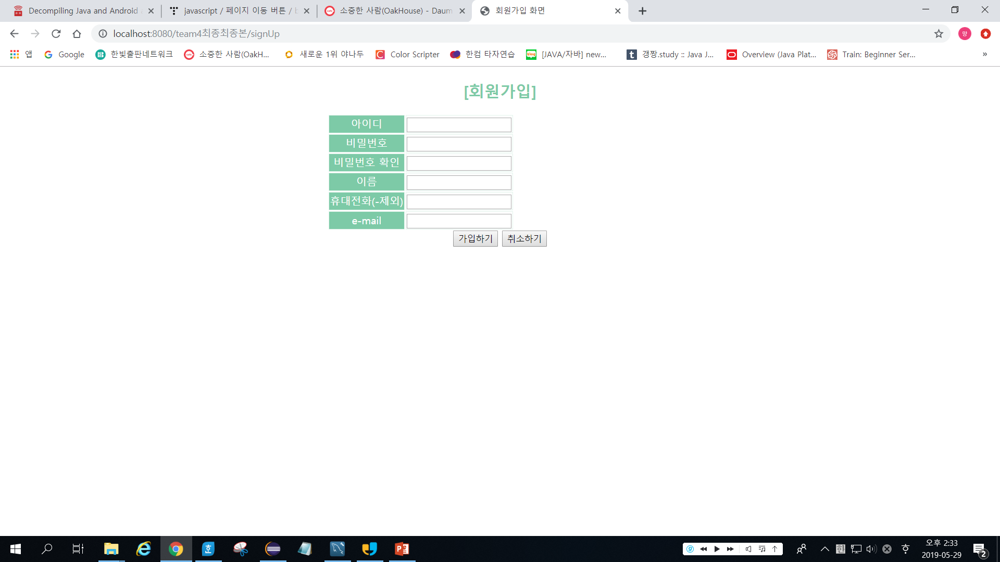 Decompiling Java and Android
javascript / 페이지 이동 버튼 /
소중한 사람(OakHouse) - Daum
회원가입 화면
localhost:8080/team4최종최종본/signUp
망
앱
Google
한빛출판네트워크
소중한 사람(OakH...
새로운 1위 야나두
Color Scripter
한컴 타자연습
[JAVA/자바] new...
갱짱.study :: Java J...
Overview (Java Plat...
Train: Beginner Ser...
[회원가입]
아이디
비밀번호
비밀번호 확인
이름
휴대전화(-제외)
e-mail
가입하기 취소하기
오후 2:33
2019-05-29
2